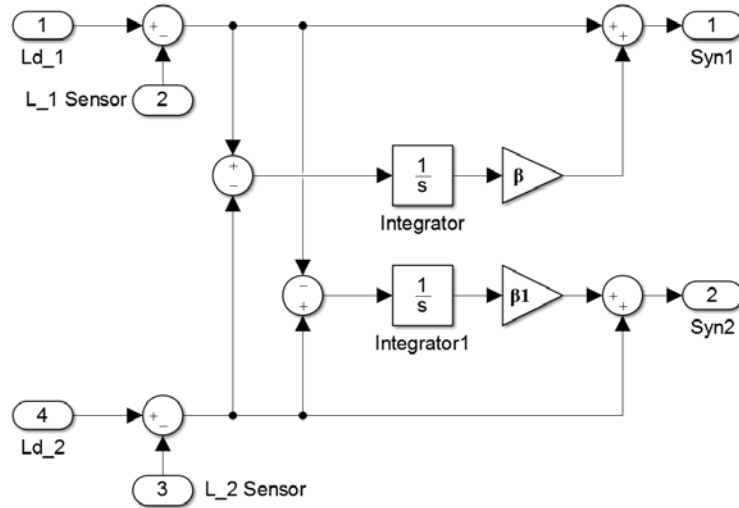 1
+
−
1
+
+
Ld_1
Syn1
L_1 Sensor
2
+
−
1
s
β
Integrator
−
+
1
s
β1
+
+
2
Integrator1
Syn2
4
+
−
Ld_2
3
L_2 Sensor